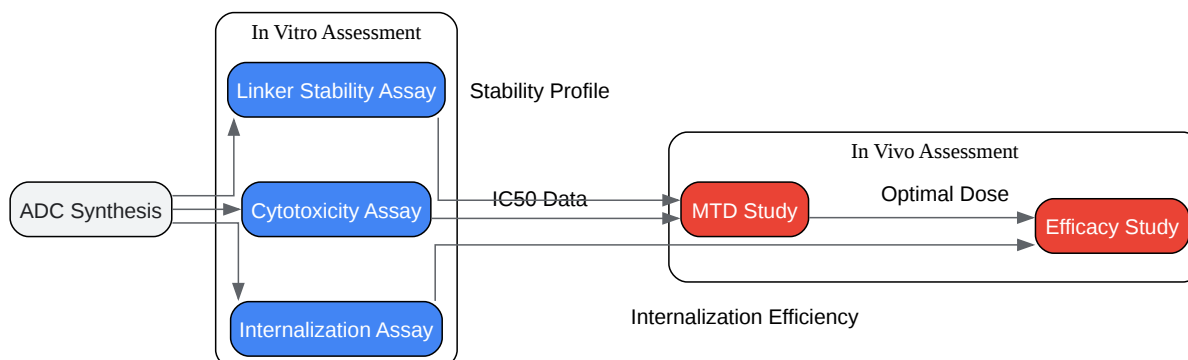 In Vitro Assessment
Linker Stability Assay
Stability Profile
In Vivo Assessment
ADC Synthesis
Cytotoxicity Assay
IC50 Data
MTD Study
Optimal Dose
Efficacy Study
Internalization Assay
Internalization Efficiency